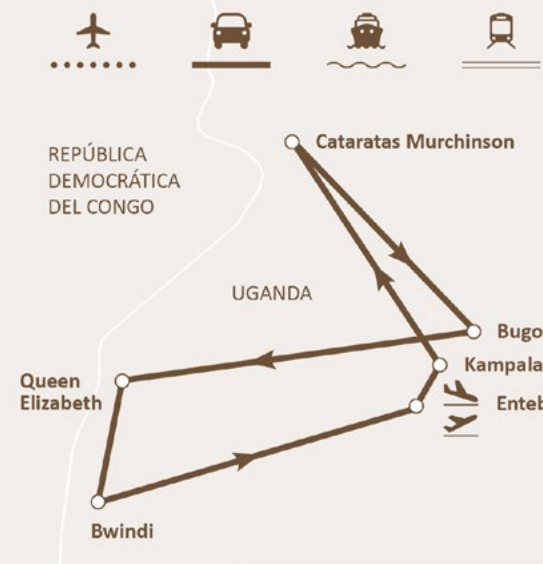 REPÚBLICA
DEMOCRÁTICA
DEL CONGO
Cataratas Murchinson
UGANDA
Bugo
Kampala
Queen
Elizabeth
Enteb
Bwindi